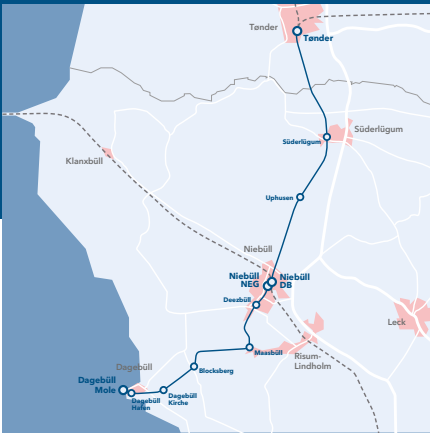 Tønder
Tønder
Süderlügum
Süderlügum
Klanxbüll
Uphusen
Niebüll
Niebüll
NEG
Niebüll
DB
Deezbüll
Leck
Maasbüll
Risum-
Lindholm
Dagebüll
Blocksberg
Dagebüll
Mole
Dagebüll
Hafen
Dagebüll
Kirche